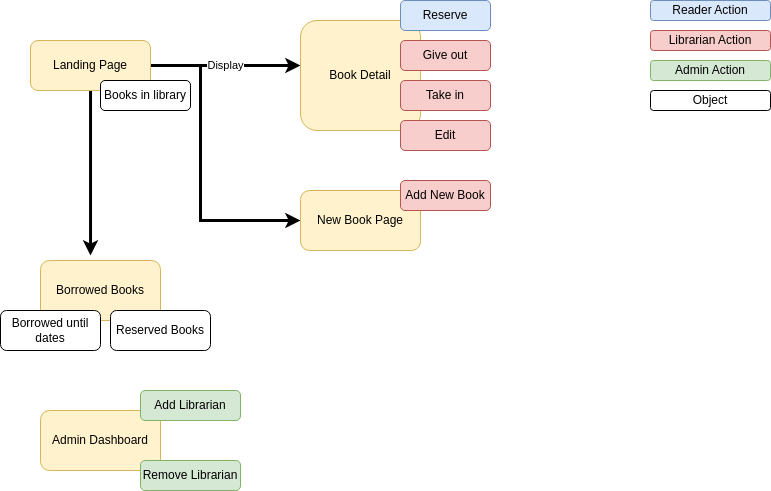 Landing Page
Books in library
Display
Book Detail
Reserve
Give out
Take in
Edit
New Book Page
Add New Book
Borrowed Books
Borrowed until
dates
Reserved Books
Admin Dashboard
Add Librarian
Remove Librarian
Reader Action
Librarian Action
Admin Action
Object